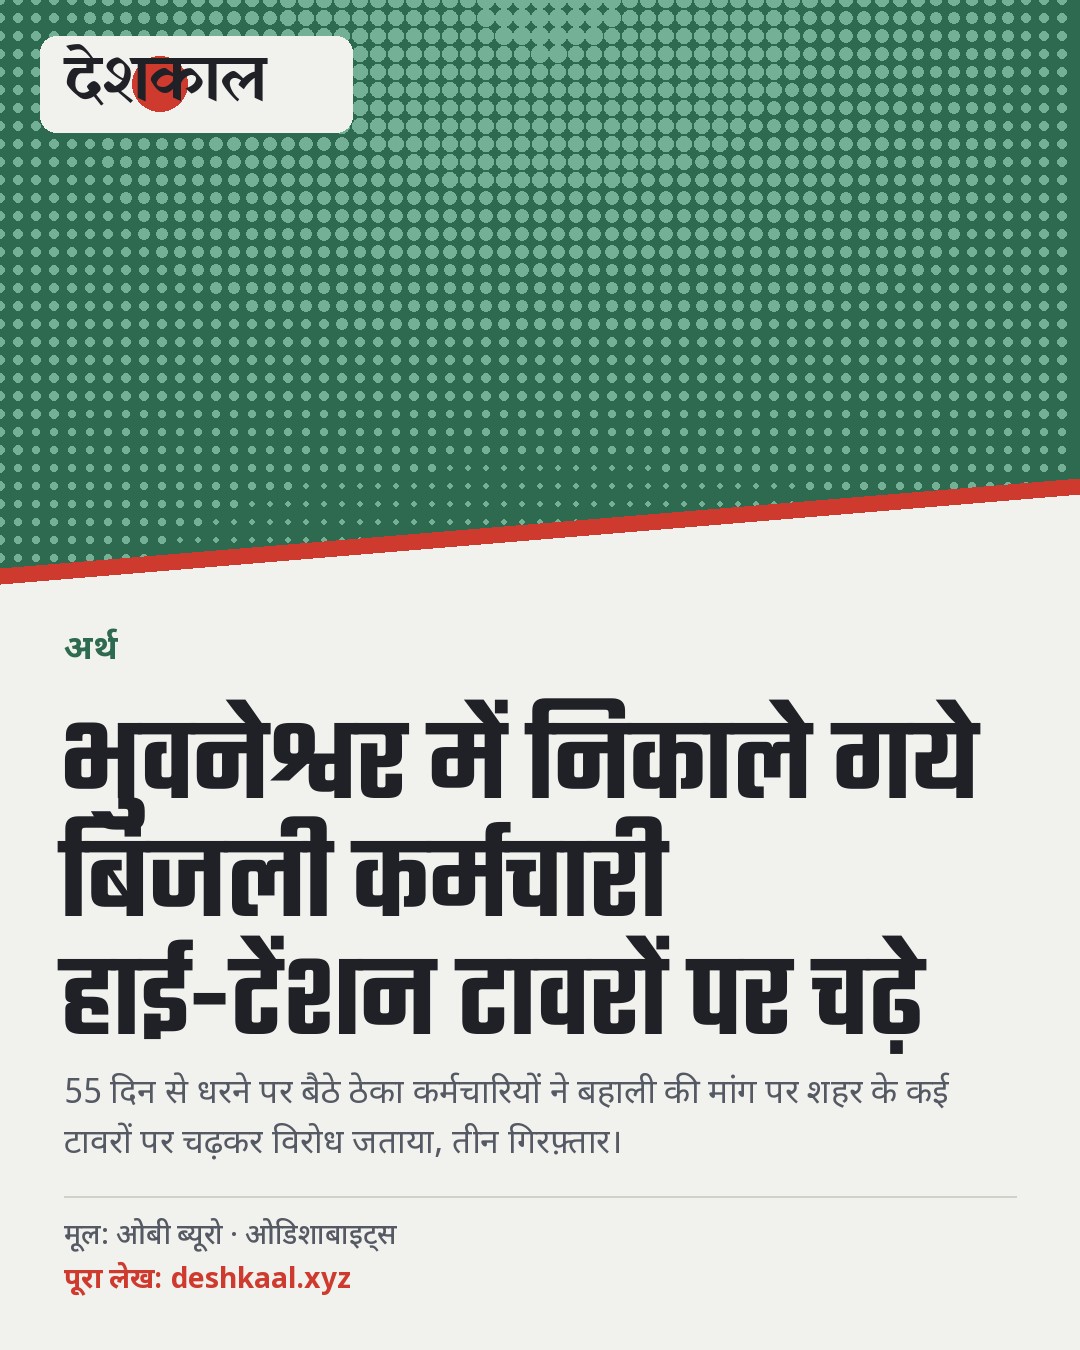 देशकाल
अर्थ
भुवनेश्वर में निकाले गये
बिजली कर्मचारी
हाई-टेंशन टावरों पर चढ़े
55 दिन से धरने पर बैठे ठेका कर्मचारियों ने बहाली की मांग पर शहर के कई
टावरों पर चढ़कर विरोध जताया, तीन गिरफ़्तार।
मूल: ओबी ब्यूरो · ओडिशाबाइट्स
पूरा लेख: deshkaal.xyz